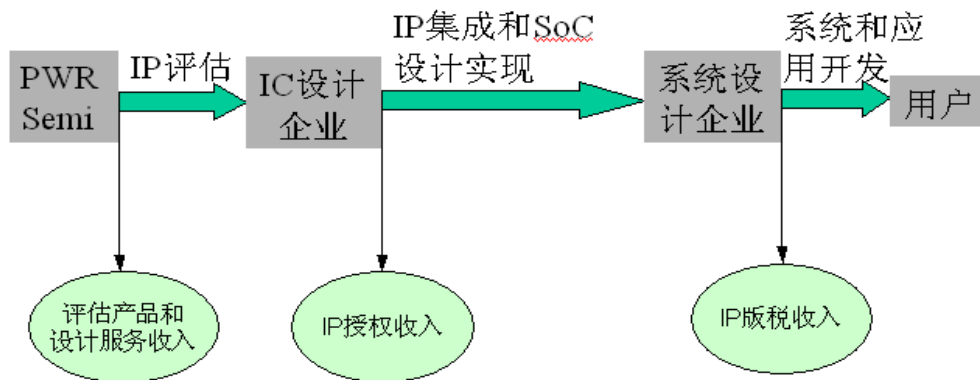 PWR
Semi
IP评估
IC设计
企业
IP集成和SoC
设计实现
系统设
计企业
系统和应
用开发
用户
评估产品和
设计服务收入
IP授权收入
IP版税收入